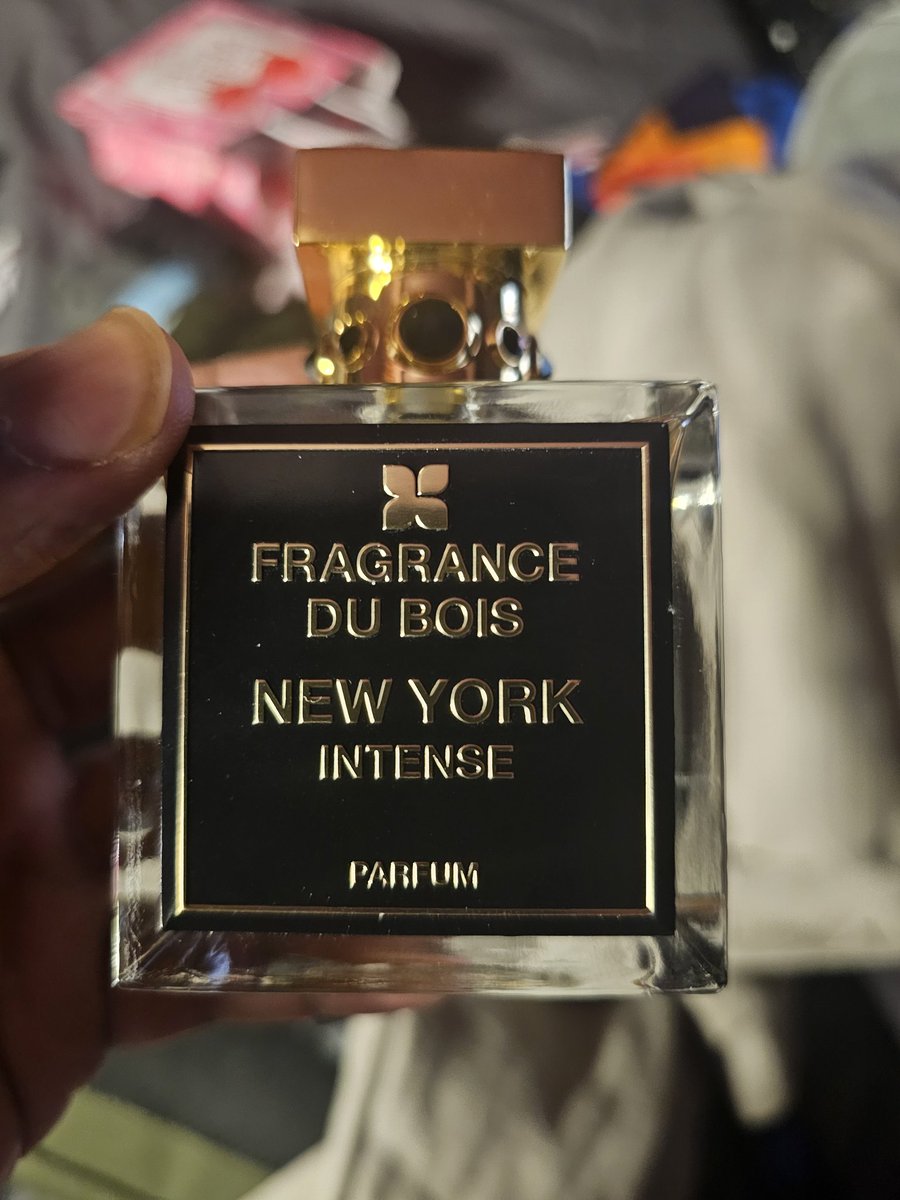 FRAGRANCE
DU BOIS
NEW YORK
INTENSE
PARFUM